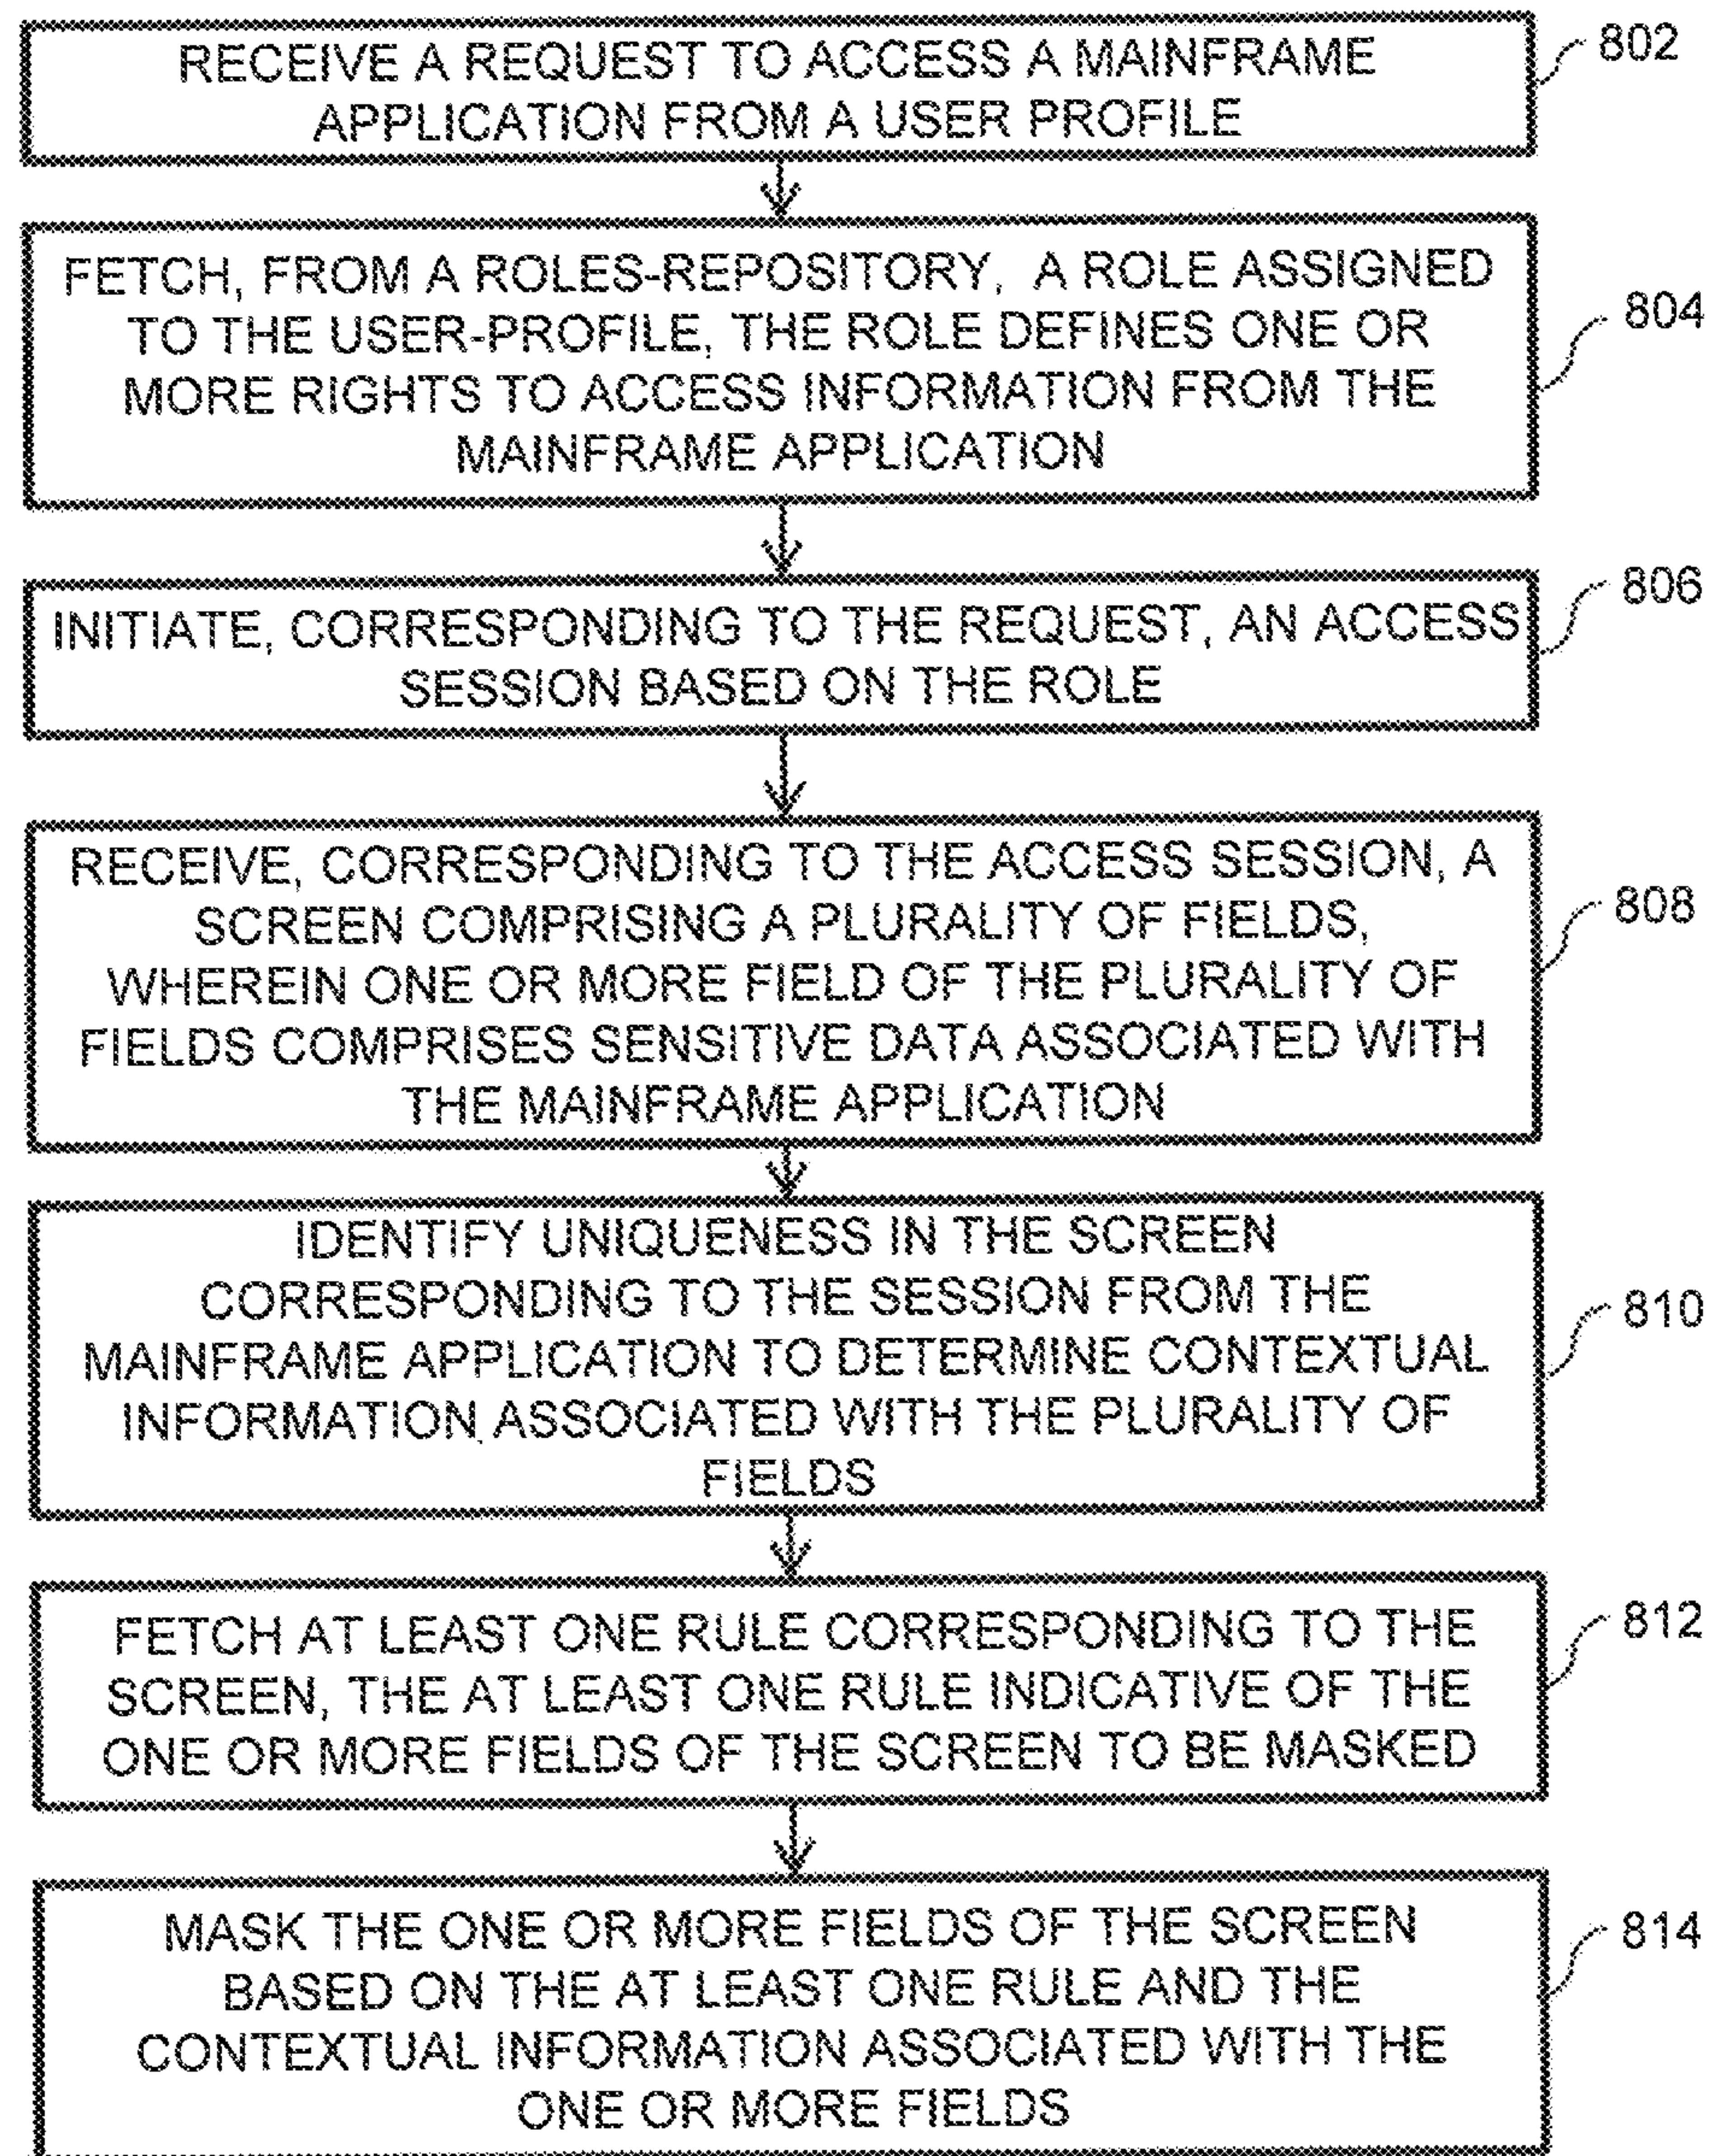 RECEIVE A REQUEST TO ACCESS A MAINFRAME
APPLICATION FROM A USER PROFILE
802
FETCH, FROM A ROLES-REPOSITORY, A ROLE ASSIGNED
TO THE USER-PROFILE, THE ROLE DEFINES ONE OR
MORE RIGHTS TO ACCESS INFORMATION FROM THE
MAINFRAME APPLICATION
804
INITIATE, CORRESPONDING TO THE REQUEST, AN ACCESS
SESSION BASED ON THE ROLE
806
RECEIVE, CORRESPONDING TO THE ACCESS SESSION, A
SCREEN COMPRISING A PLURALITY OF FIELDS,
WHEREIN ONE OR MORE FIELD OF THE PLURALITY OF
FIELDS COMPRISES SENSITIVE DATA ASSOCIATED WITH
THE MAINFRAME APPLICATION
808
IDENTIFY UNIQUENESS IN THE SCREEN
CORRESPONDING TO THE SESSION FROM THE
MAINFRAME APPLICATION TO DETERMINE CONTEXTUAL
INFORMATION ASSOCIATED WITH THE PLURALITY OF
FIELDS
810
FETCH AT LEAST ONE RULE CORRESPONDING TO THE
SCREEN, THE AT LEAST ONE RULE INDICATIVE OF THE
ONE OR MORE FIELDS OF THE SCREEN TO BE MASKED
812
MASK THE ONE OR MORE FIELDS OF THE SCREEN
BASED ON THE AT LEAST ONE RULE AND THE
CONTEXTUAL INFORMATION ASSOCIATED WITH THE
ONE OR MORE FIELDS
814